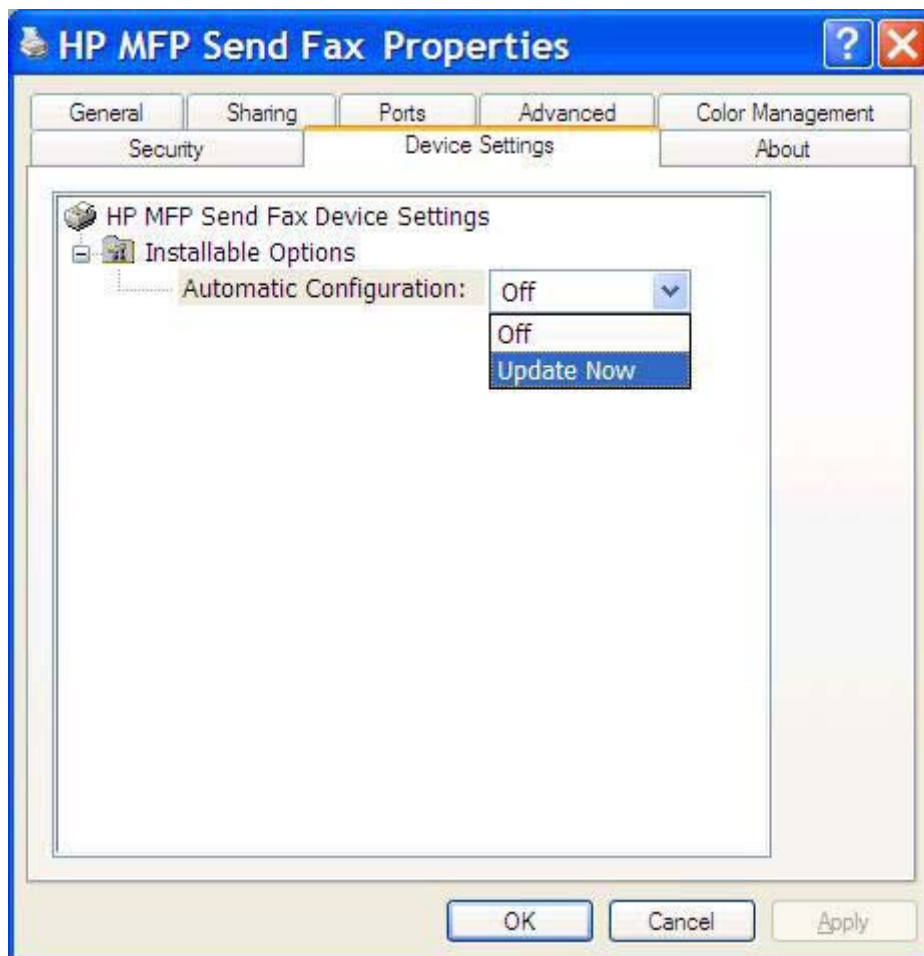 HP MFP Send Fax Properties
General Sharing Ports Advanced Color Management
Security Device Settings About
HP MFP Send Fax Device Settings
Installable Options
Automatic Configuration: Off
Off
Update Now
OK Cancel Apply